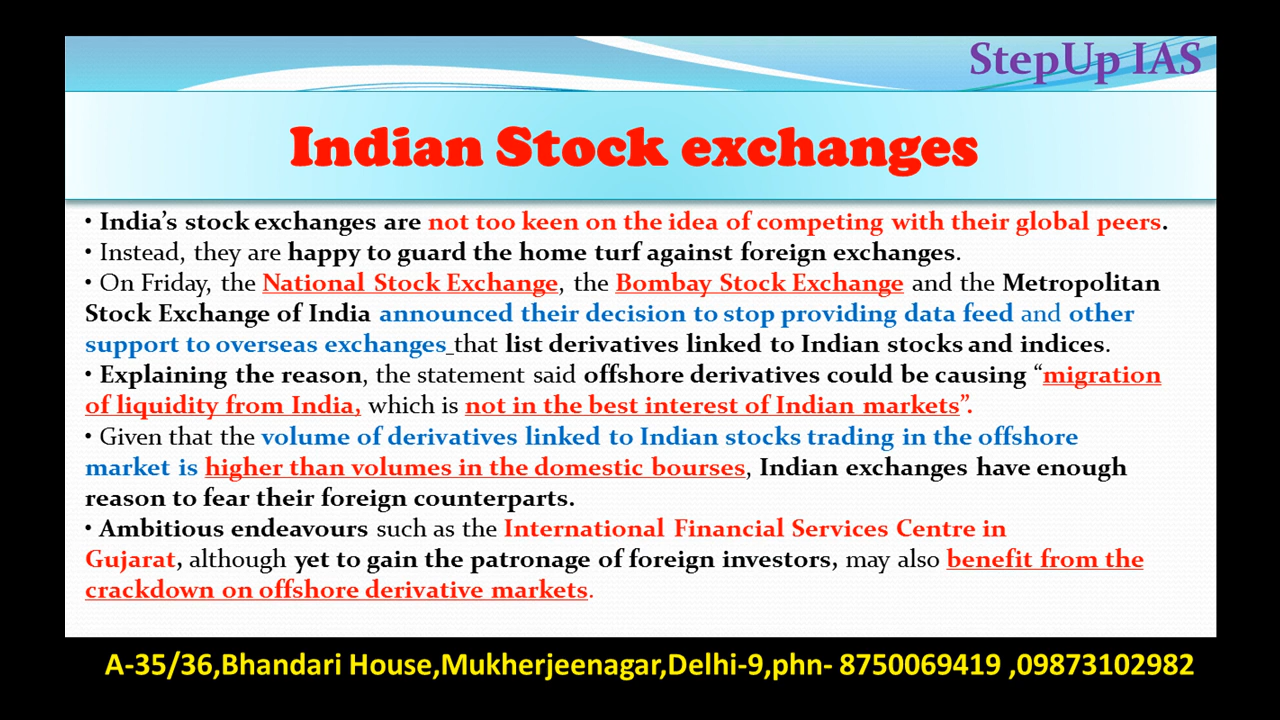 StepUp IAS
Indian Stock exchanges
• India’s stock exchanges are not too keen on the idea of competing with their global peers.
• Instead, they are happy to guard the home turf against foreign exchanges.
• On Friday, the National Stock Exchange, the Bombay Stock Exchange and the Metropolitan
Stock Exchange of India announced their decision to stop providing data feed and other
support to overseas exchanges that list derivatives linked to Indian stocks and indices.
• Explaining the reason, the statement said offshore derivatives could be causing “migration
of liquidity from India, which is not in the best interest of Indian markets”.
• Given that the volume of derivatives linked to Indian stocks trading in the offshore
market is higher than volumes in the domestic bourses, Indian exchanges have enough
reason to fear their foreign counterparts.
• Ambitious endeavours such as the International Financial Services Centre in
Gujarat, although yet to gain the patronage of foreign investors, may also benefit from the
crackdown on offshore derivative markets.
A-35/36,Bhandari House,Mukherjeenagar,Delhi-9,phn- 8750069419 ,09873102982